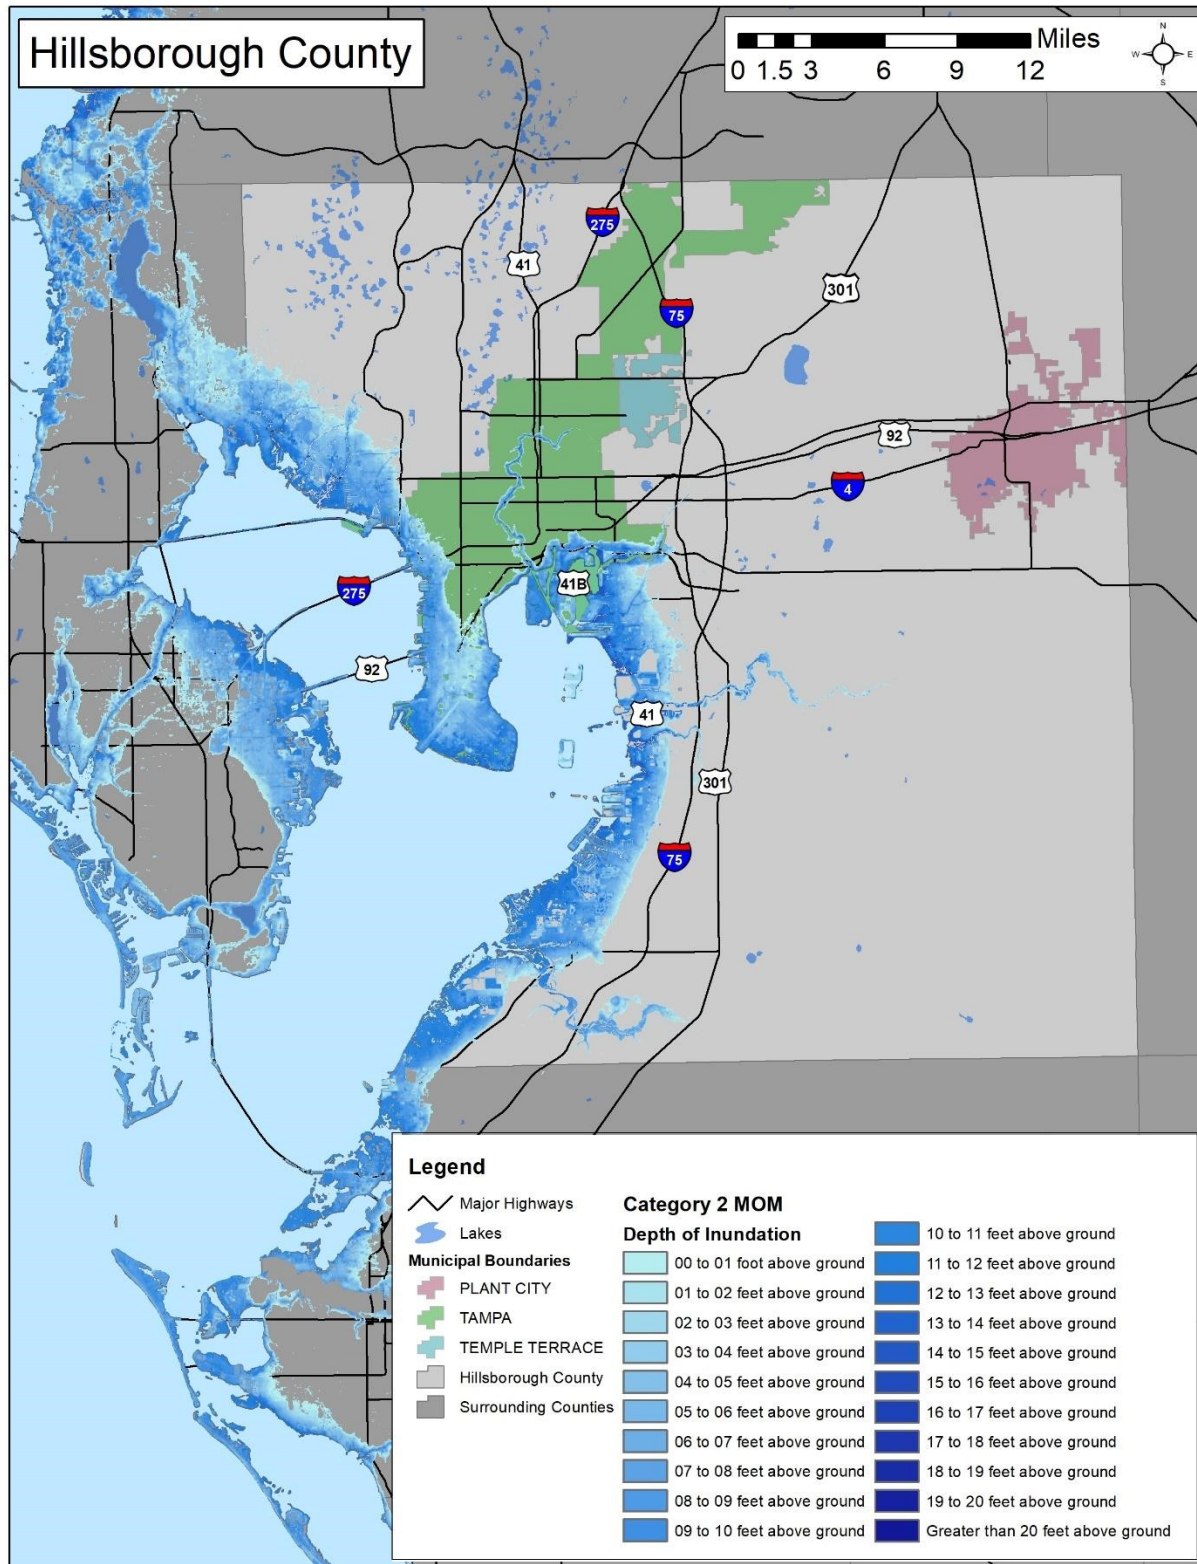 Hillsborough County
Miles
0 1.5 3 6 9 12
N
W E
S
275
41
301
75
92
4
41B
275
92
41
301
75
Legend
Major Highways
Lakes
Municipal Boundaries
PLANT CITY
TAMPA
TEMPLE TERRACE
Hillsborough County
Surrounding Counties
Category 2 MOM
Depth of Inundation
00 to 01 foot above ground
01 to 02 feet above ground
02 to 03 feet above ground
03 to 04 feet above ground
04 to 05 feet above ground
05 to 06 feet above ground
06 to 07 feet above ground
07 to 08 feet above ground
08 to 09 feet above ground
09 to 10 feet above ground
10 to 11 feet above ground
11 to 12 feet above ground
12 to 13 feet above ground
13 to 14 feet above ground
14 to 15 feet above ground
15 to 16 feet above ground
16 to 17 feet above ground
17 to 18 feet above ground
18 to 19 feet above ground
19 to 20 feet above ground
Greater than 20 feet above ground